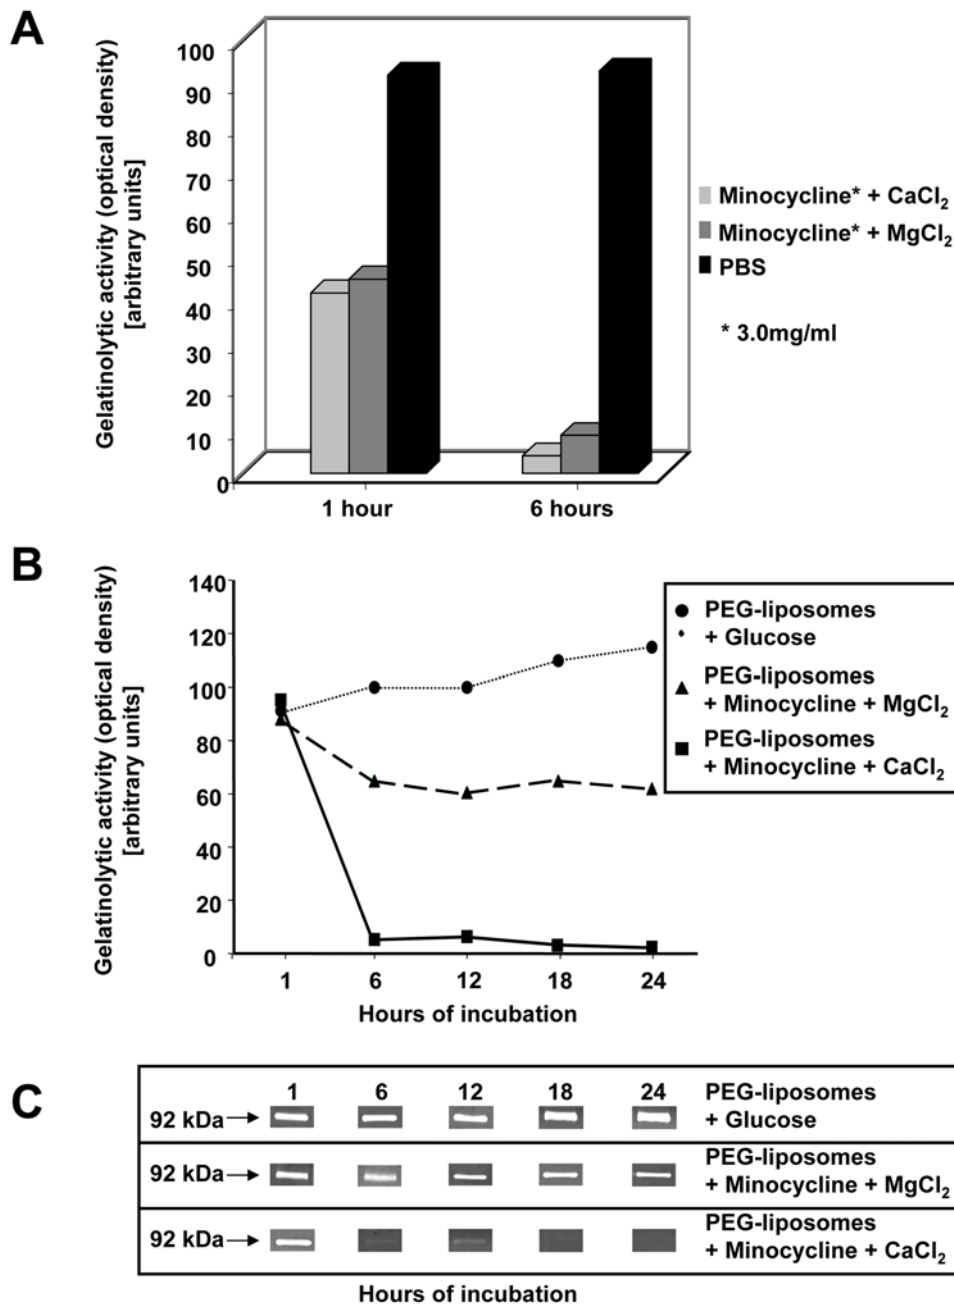 A
Gelatinolytic activity (optical density)
[arbitrary units]
100
90
80
70
60
50
40
30
20
10
0
1 hour
6 hours
Minocycline* + CaCl₂
Minocycline* + MgCl₂
PBS
* 3.0mg/ml
B
Gelatinolytic activity (optical density)
[arbitrary units]
140
120
100
80
60
40
20
0
1 6 12 18 24
Hours of incubation
PEG-liposomes
+ Glucose
PEG-liposomes
+ Minocycline + MgCl₂
PEG-liposomes
+ Minocycline + CaCl₂
C
1 6 12 18 24
92 kDa
PEG-liposomes
+ Glucose
92 kDa
PEG-liposomes
+ Minocycline + MgCl₂
92 kDa
PEG-liposomes
+ Minocycline + CaCl₂
Hours of incubation